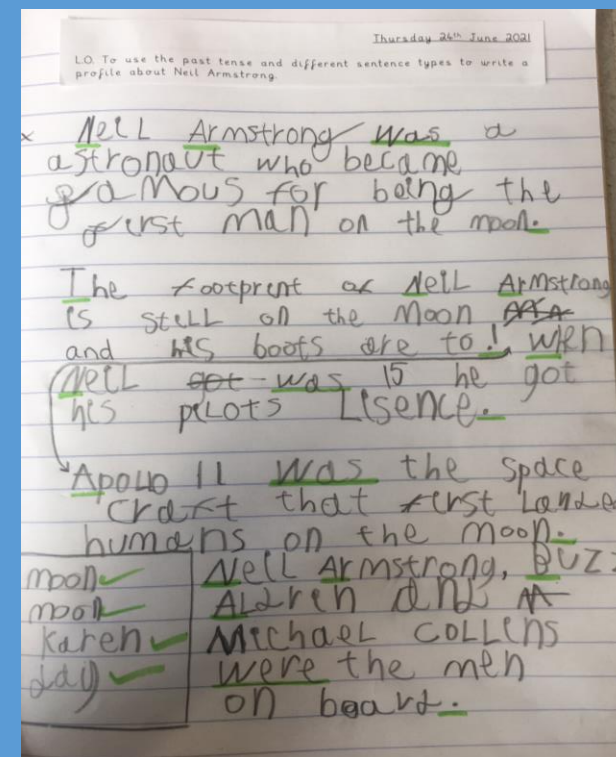 Thursday 24th June 2021
L.O. To use the past tense and different sentence types to write a
profile about Neil Armstrong.
x Neil Armstrong was a
astronaut who became
famous for being the
first man on the moon.
The footprint of Neil Armstrong
is still on the Moon
and his boots are to! when
Neil got was 15 he got
his pilots Lisence.
Apollo 11 was the space
craft that first Lande
humans on the moon.
Neil Armstrong, Buzz
ALdren and
Michael Collins
were the men
on board.
moon
moon
Karen
day